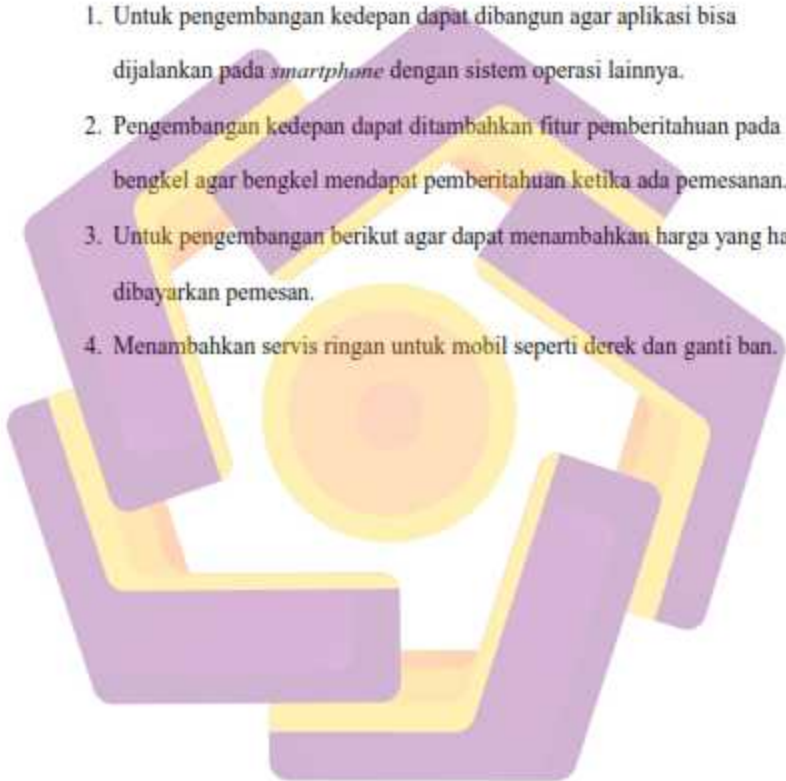 1. Untuk pengembangan kedepan dapat dibangun agar aplikasi bisa
dijalankan pada smartphone dengan sistem operasi lainnya.
2. Pengembangan kedepan dapat ditambahkan fitur pemberitahuan pada
bengkel agar bengkel mendapat pemberitahuan ketika ada pemesanan.
3. Untuk pengembangan berikut agar dapat menambahkan harga yang
dibayarkan pemesan.
4. Menambahkan servis ringan untuk mobil seperti derek dan ganti ban.